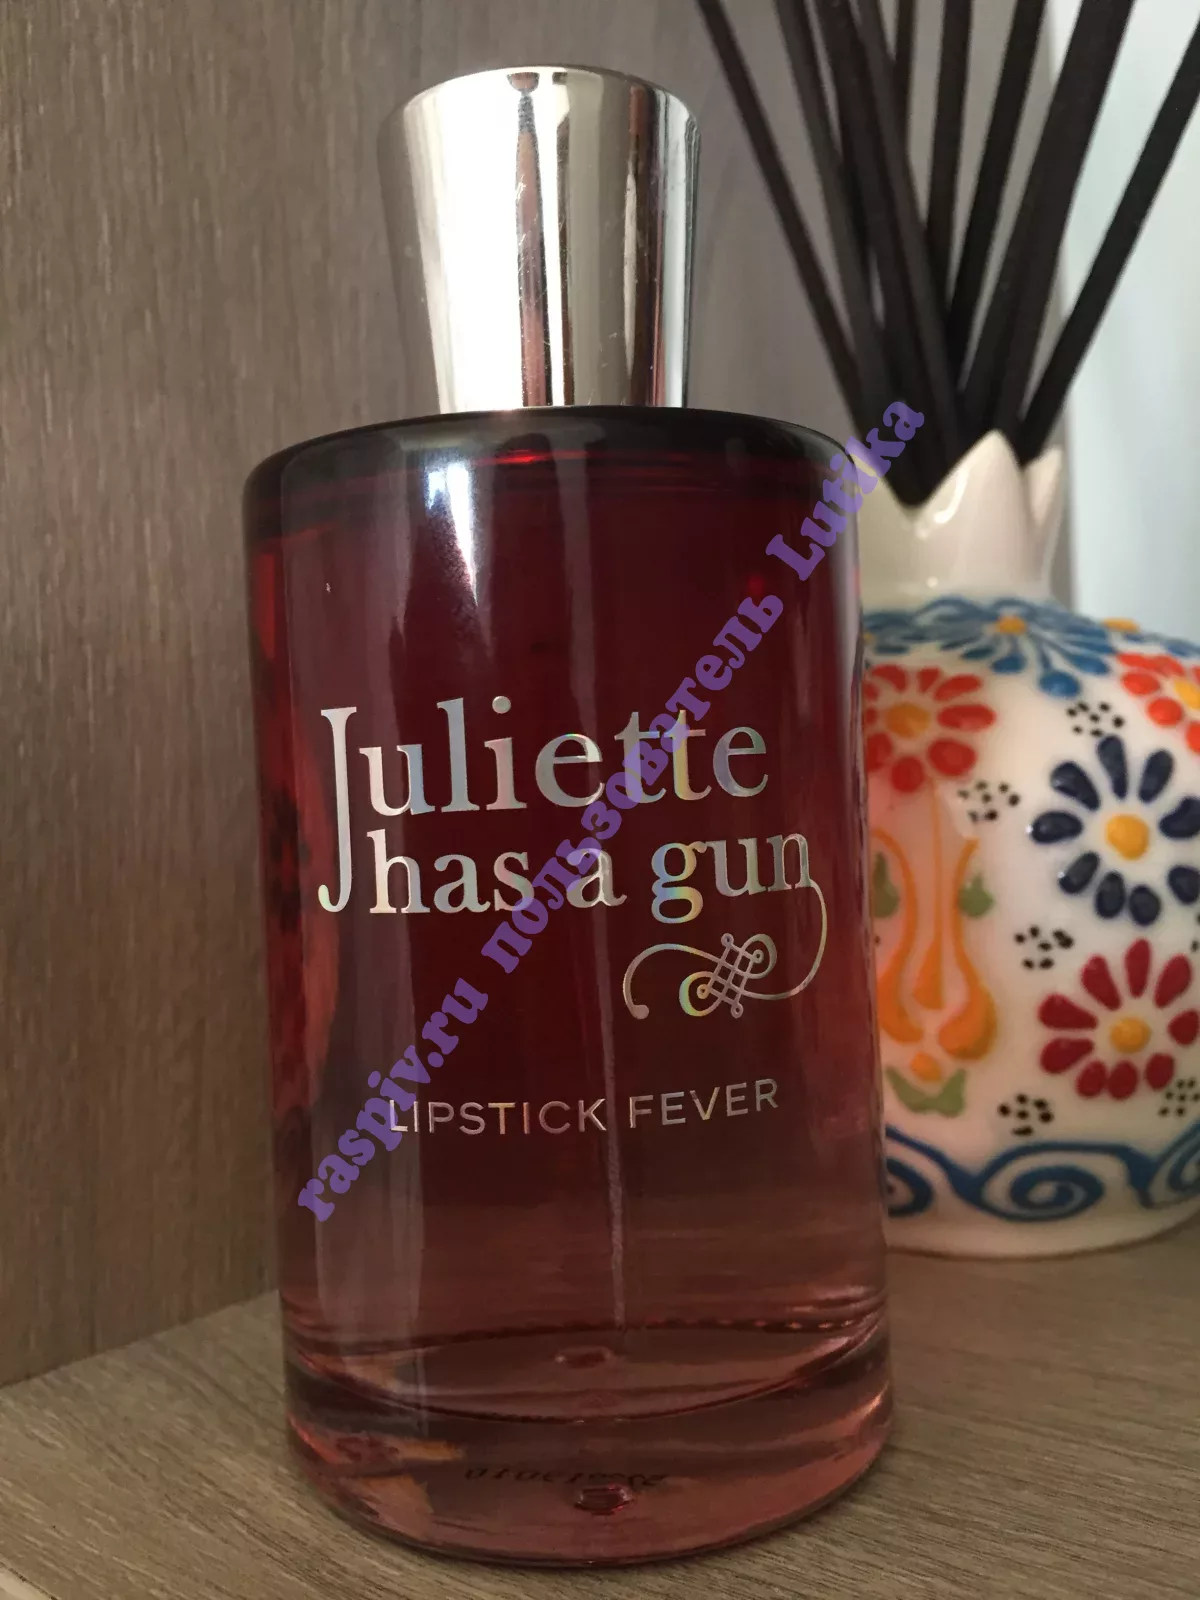 Juliette
has a gun
LIPSTICK FEVER
raspiv.ru пользователь Lutika